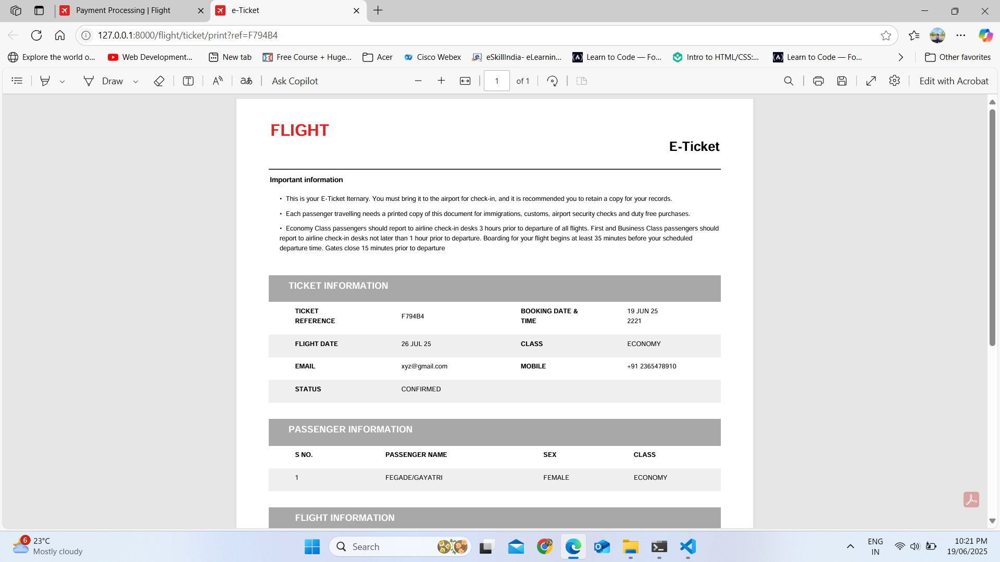 Payment Processing | Flight
e-Ticket
127.0.0.1:8000/flight/ticket/print?ref=F794B4
Explore the world o...
Web Development...
New tab
Free Course + Huge...
Acer
Cisco Webex
eSkillIndia- eLearnin...
Learn to Code — Fo...
Intro to HTML/CSS:...
Learn to Code — Fo...
Other favorites
Draw
Ask Copilot
1 of 1
Edit with Acrobat
FLIGHT
E-Ticket
Important information
• This is your E-Ticket Iternary. You must bring it to the airport for check-in, and it is recommended you to retain a copy for your records.
• Each passenger travelling needs a printed copy of this document for immigrations, customs, airport security checks and duty free purchases.
• Economy Class passengers should report to airline check-in desks 3 hours prior to departure of all flights. First and Business Class passengers should
report to airline check-in desks not later than 1 hour prior to departure. Boarding for your flight begins at least 35 minutes before your scheduled
departure time. Gates close 15 minutes prior to departure
TICKET INFORMATION
TICKET
REFERENCE
F794B4
BOOKING DATE &
TIME
19 JUN 25
2221
FLIGHT DATE 26 JUL 25 CLASS ECONOMY
EMAIL xyz@gmail.com MOBILE +91 2365478910
STATUS CONFIRMED
PASSENGER INFORMATION
S NO. PASSENGER NAME SEX CLASS
1 FEGADE/GAYATRI FEMALE ECONOMY
FLIGHT INFORMATION
6
23°C
Mostly cloudy
Search
ENG
IN
10:21 PM
19/06/2025